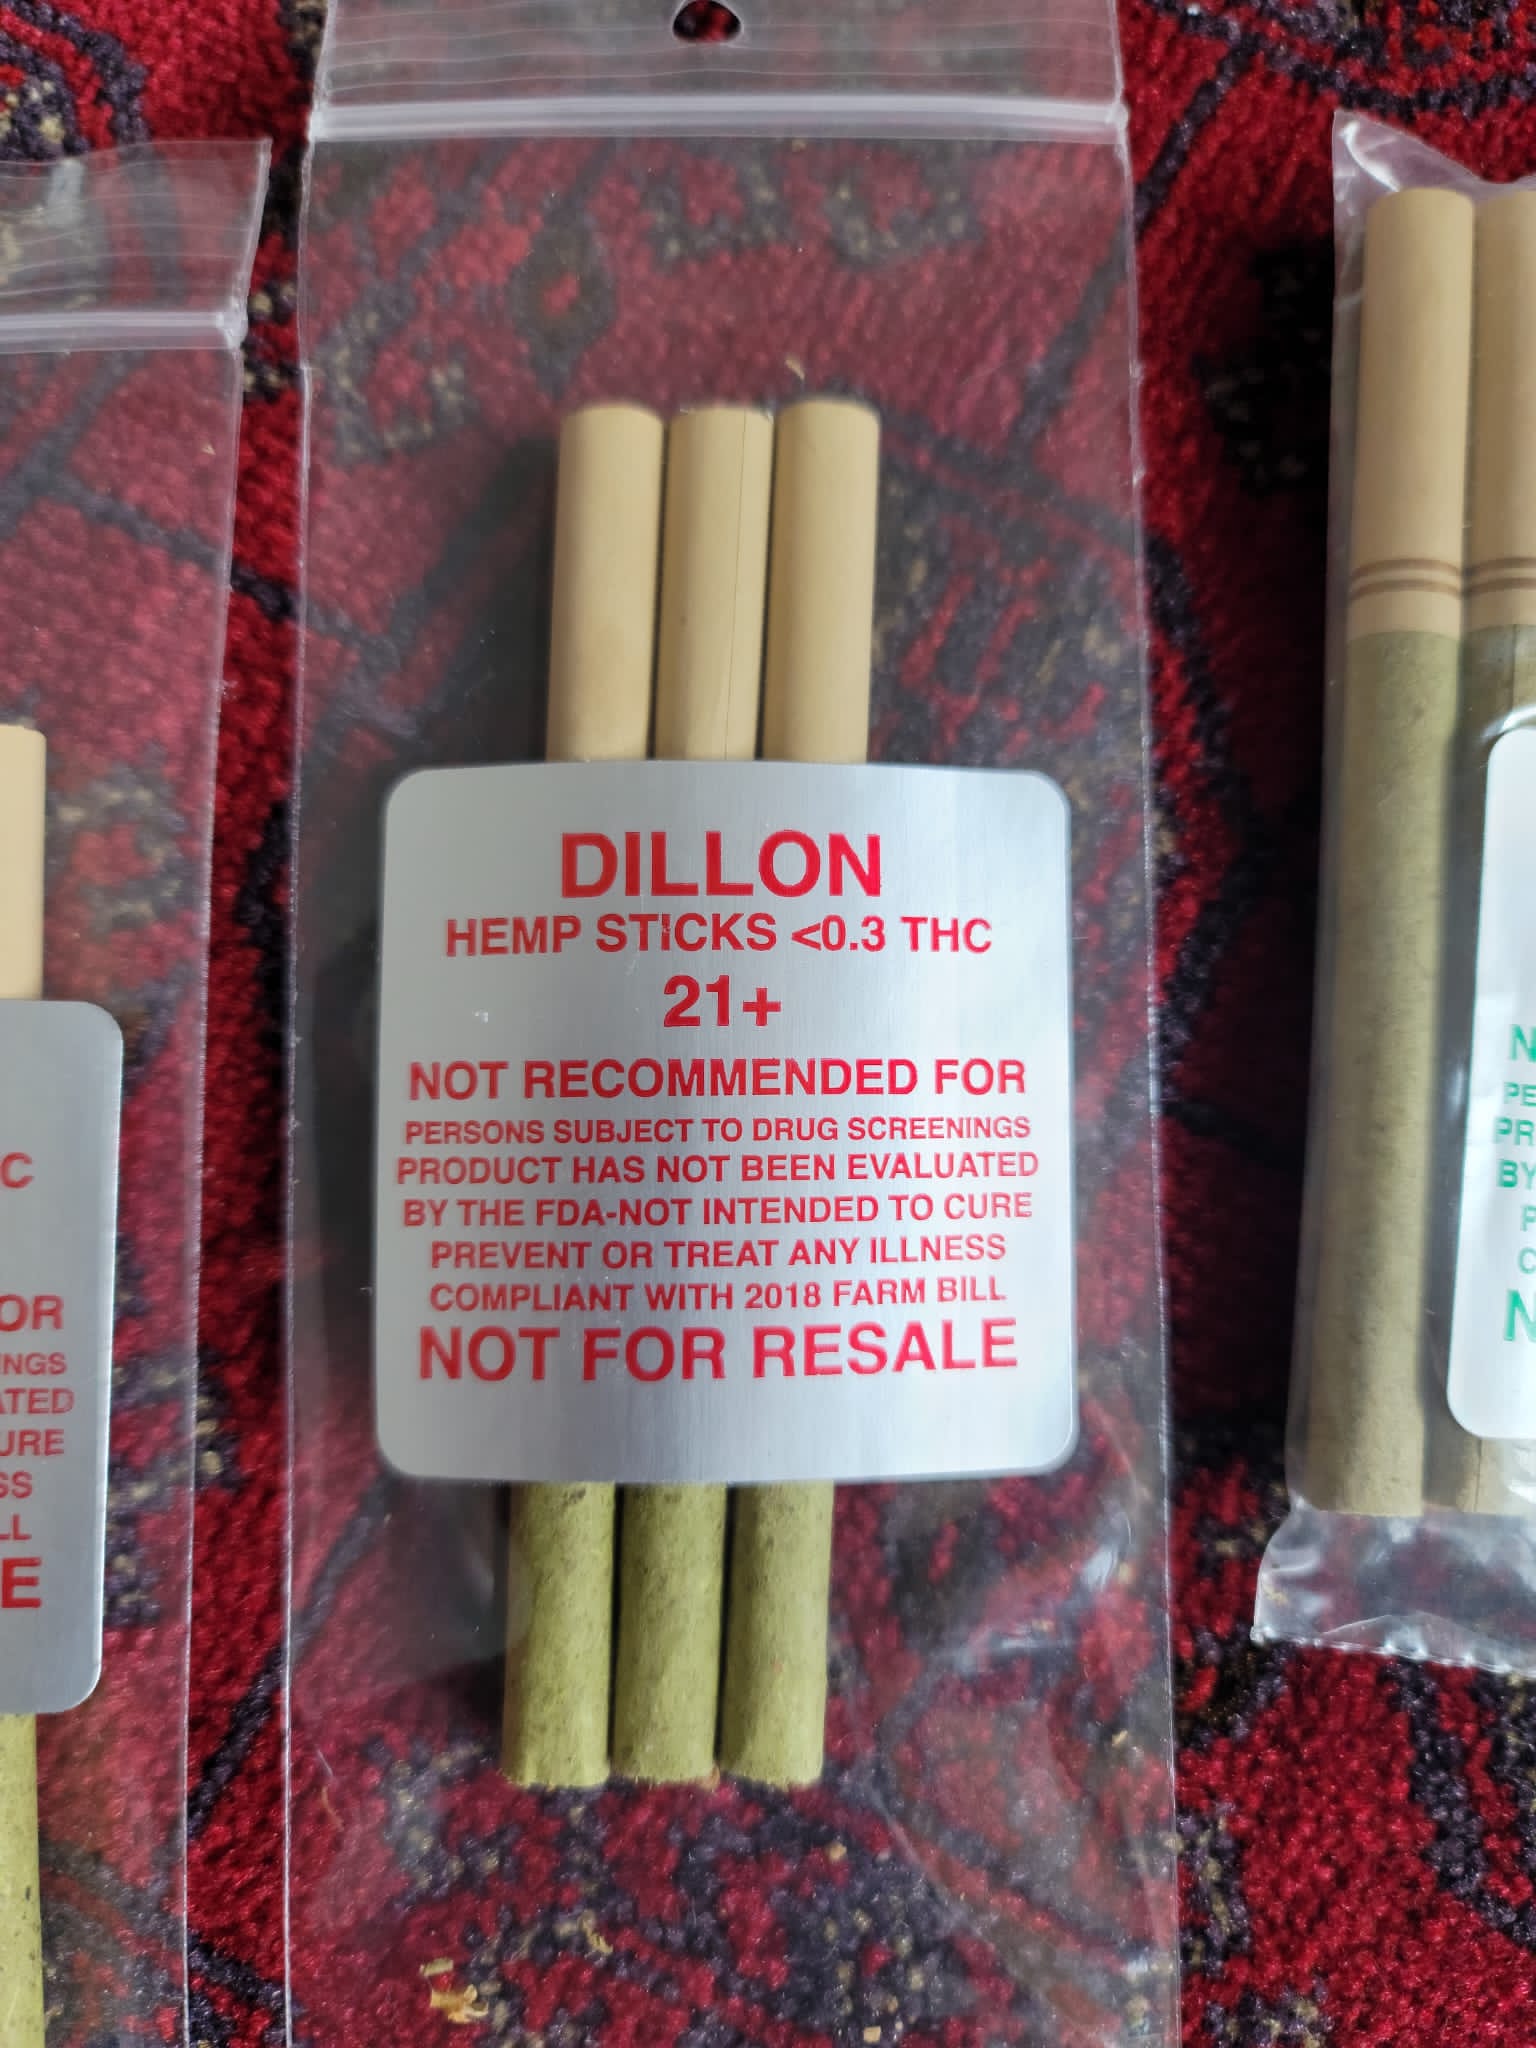 DILLON
HEMP STICKS <0.3 THC
21+
NOT RECOMMENDED FOR
PERSONS SUBJECT TO DRUG SCREENINGS
PRODUCT HAS NOT BEEN EVALUATED
BY THE FDA-NOT INTENDED TO CURE
PREVENT OR TREAT ANY ILLNESS
COMPLIANT WITH 2018 FARM BILL
NOT FOR RESALE